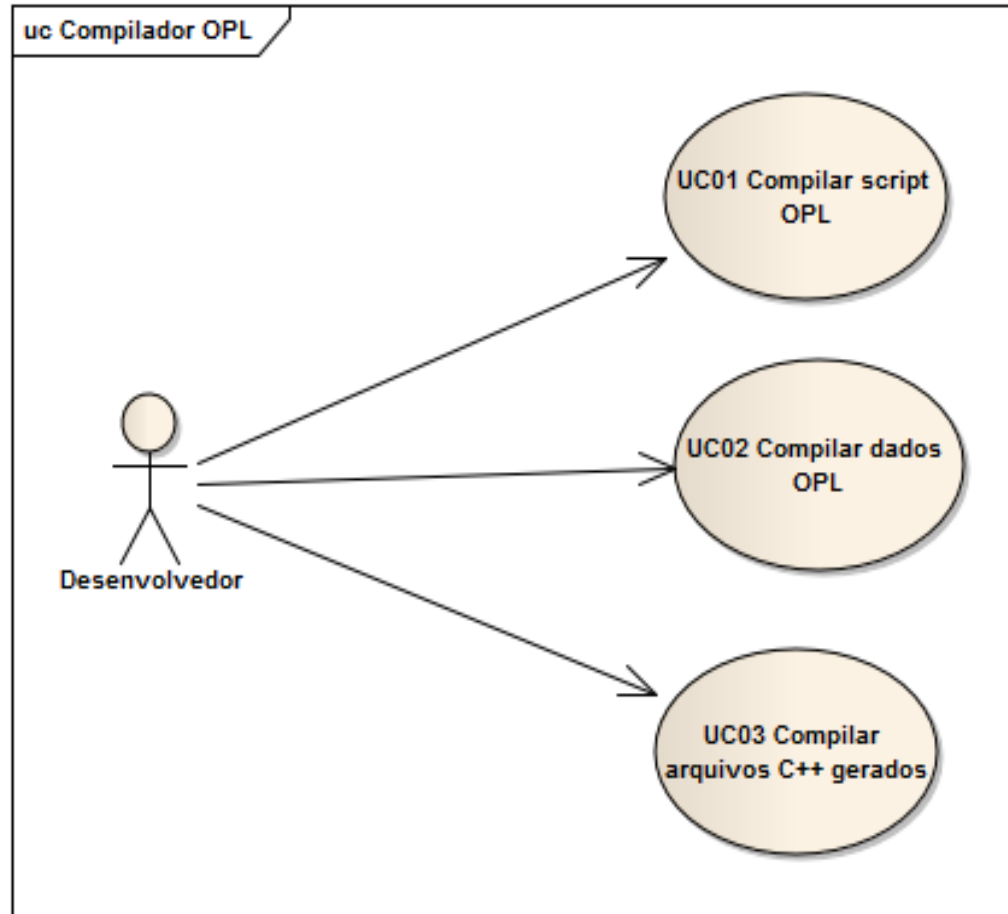 uc Compilador OPL
UC01 Compilar script
OPL
UC02 Compilar dados
OPL
Desenvolvedor
UC03 Compilar
arquivos C++ gerados